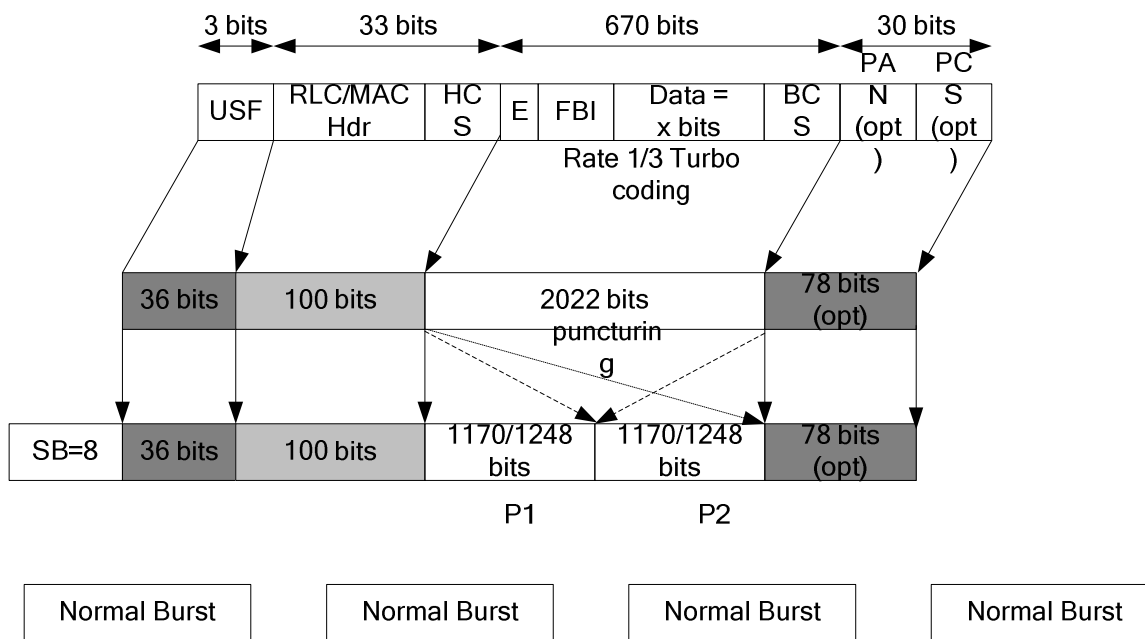 3 bits
33 bits
670 bits
30 bits
USF
RLC/MAC
Hdr
HC
S
E
FBI
Data =
x bits
BC
S
PA
N
(opt
)
PC
S
(opt
)
Rate 1/3 Turbo
coding
36 bits
100 bits
2022 bits
78 bits
(opt)
puncturin
g
SB=8
36 bits
100 bits
1170/1248
bits
1170/1248
bits
78 bits
(opt)
P1
P2
Normal Burst
Normal Burst
Normal Burst
Normal Burst